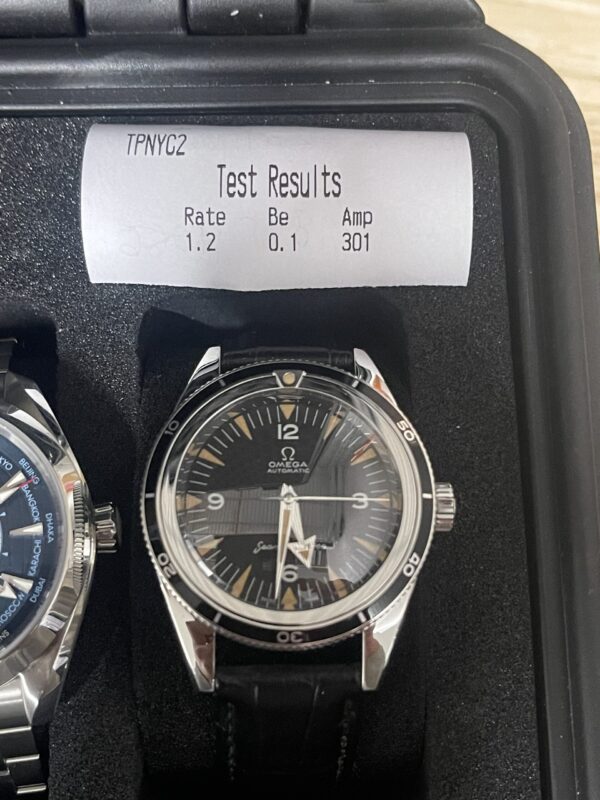 TPNYC2
Test Results
Rate Be Amp
1.2 0.1 301
12
Ω
OMEGA
AUTOMATIC
9 3
6
50
40
30
20
10
BEIJING
BANGKOK
DHAKA
KARACHI
DUBAI